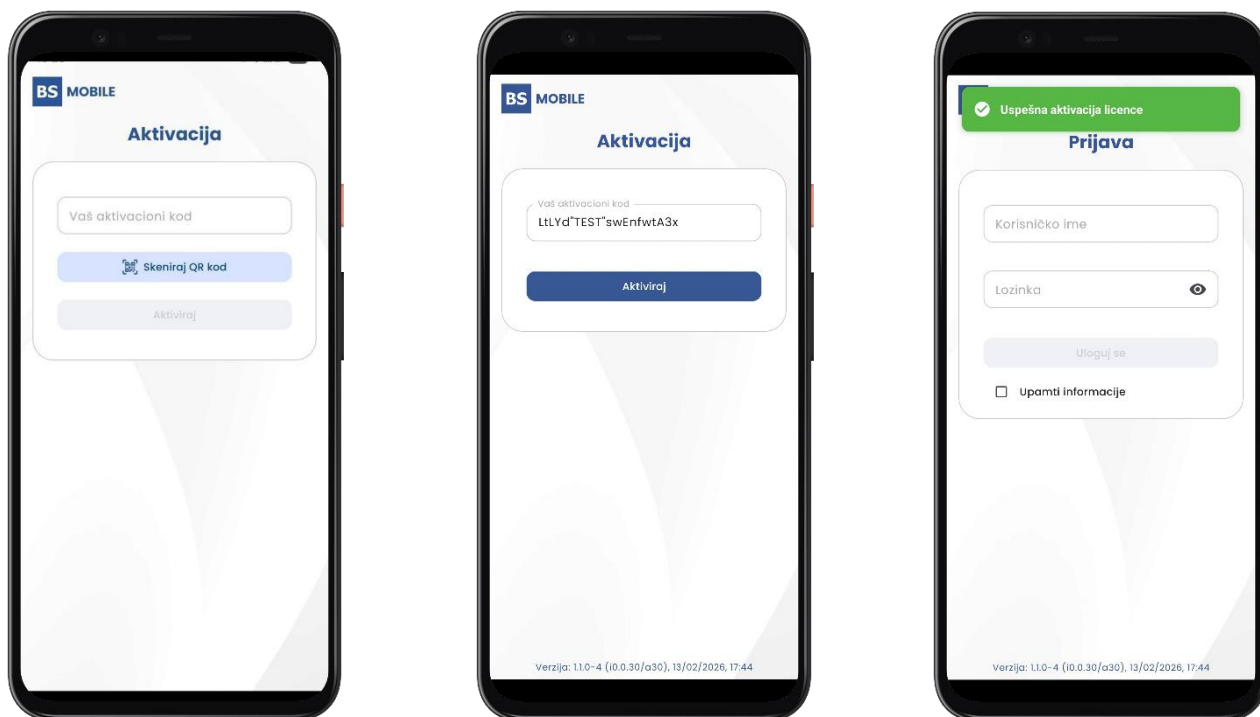 BS MOBILE
Aktivacija
Vaš aktivacioni kod
Skeniraj QR kod
Aktiviraj
BS MOBILE
Aktivacija
Vaš aktivacioni kod
LtLYd"TEST"swEnfwtA3x
Aktiviraj
Verzija: 1.1.0-4 (i0.0.30/a30), 13/02/2026, 17:44
Uspešna aktivacija licence
Prijava
Korisničko ime
Lozinka
Uloguj se
Upamti informacije
Verzija: 1.1.0-4 (i0.0.30/a30), 13/02/2026, 17:44